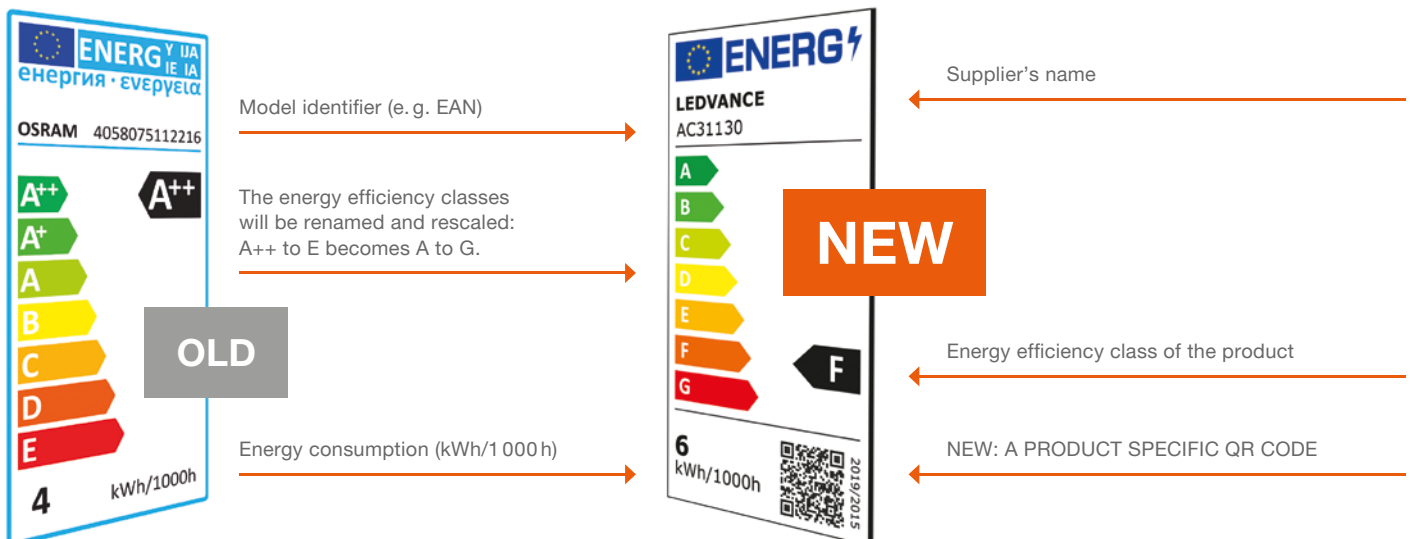 ENERG Y IJA
IE IA
енергия · ενεργεια
OSRAM 4058075112216
A++
A++
A+
A
B
C
D
E
4 kWh/1000h
OLD
Model identifier (e. g. EAN)
The energy efficiency classes
will be renamed and rescaled:
A++ to E becomes A to G.
Energy consumption (kWh/1 000 h)
ENERG
LEDVANCE
AC31130
A
B
C
D
E
F
G
F
6
kWh/1000h
2019/2015
NEW
Supplier’s name
Energy efficiency class of the product
NEW: A PRODUCT SPECIFIC QR CODE